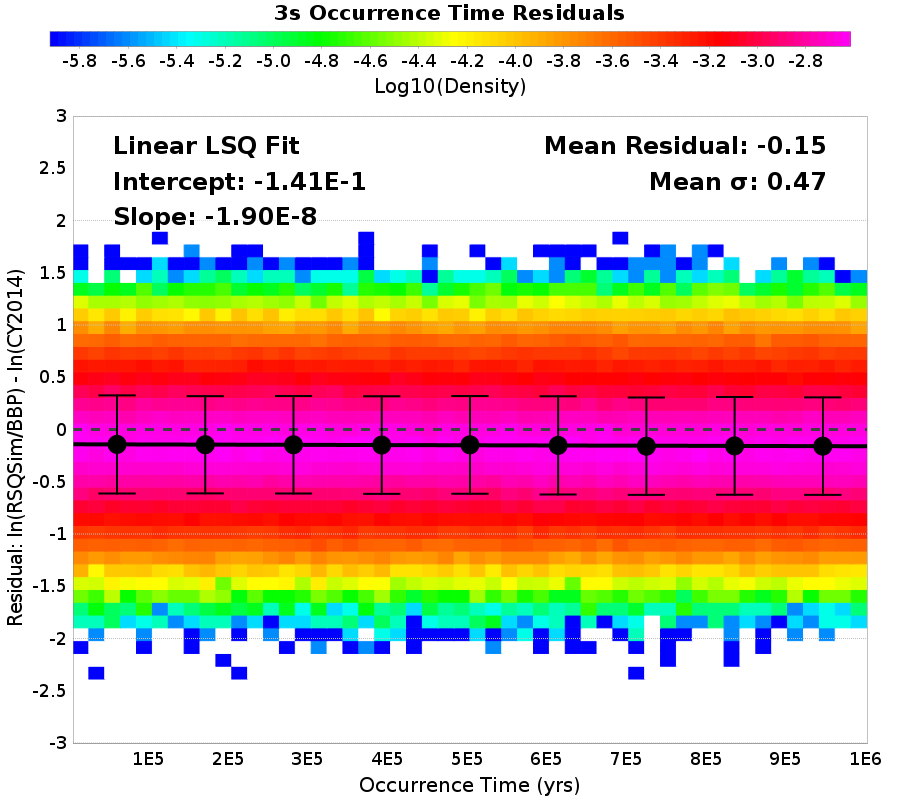 3s Occurrence Time Residuals
-5.8 -5.6 -5.4 -5.2 -5.0 -4.8 -4.6 -4.4 -4.2 -4.0 -3.8 -3.6 -3.4 -3.2 -3.0 -2.8
Log10(Density)
Linear LSQ Fit
Intercept: -1.41E-1
Slope: -1.90E-8
Mean Residual: -0.15
Mean σ: 0.47
Residual: ln(RSQSim/BBP) - ln(CY2014)
3
2.5
2
1.5
1
0.5
0
-0.5
-1
-1.5
-2
-2.5
-3
1E5 2E5 3E5 4E5 5E5 6E5 7E5 8E5 9E5 1E6
Occurrence Time (yrs)